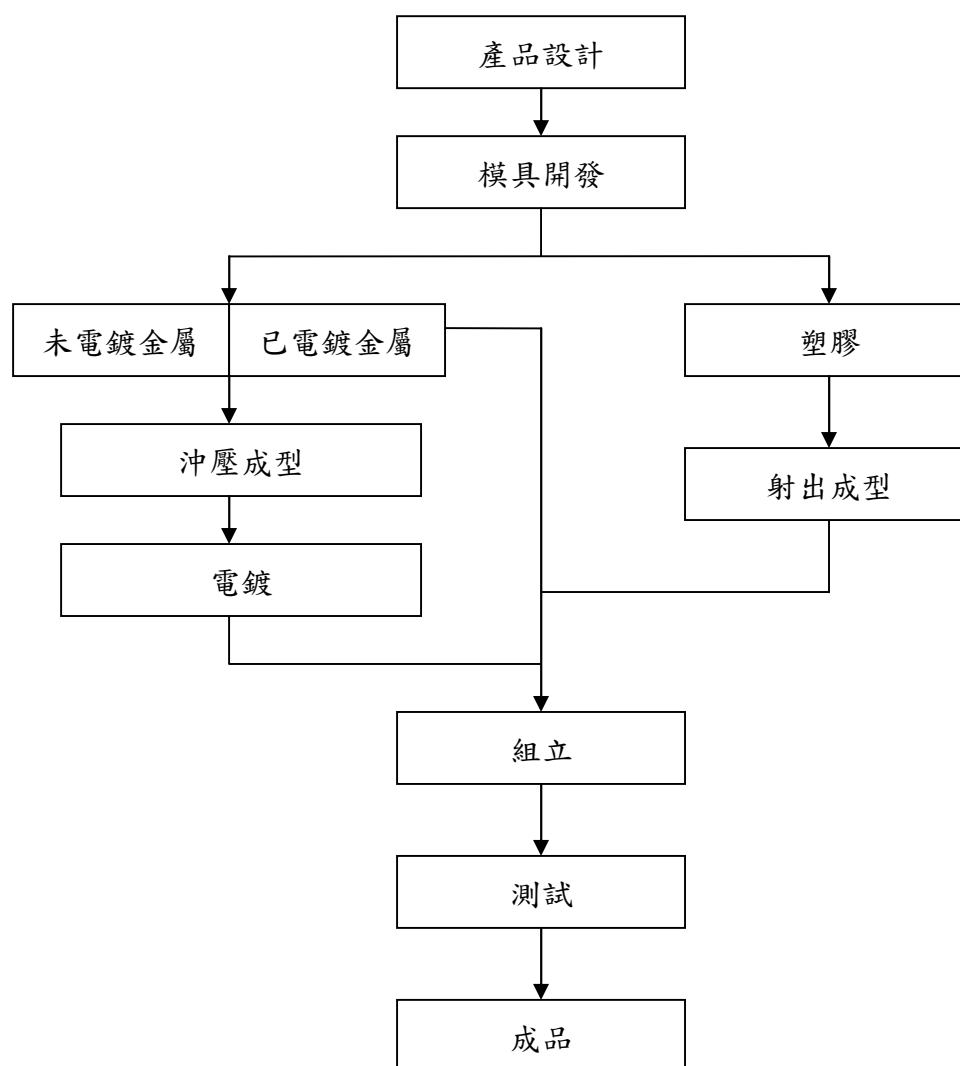 產品設計
模具開發
未電鍍金屬
已電鍍金屬
塑膠
沖壓成型
射出成型
電鍍
組立
測試
成品